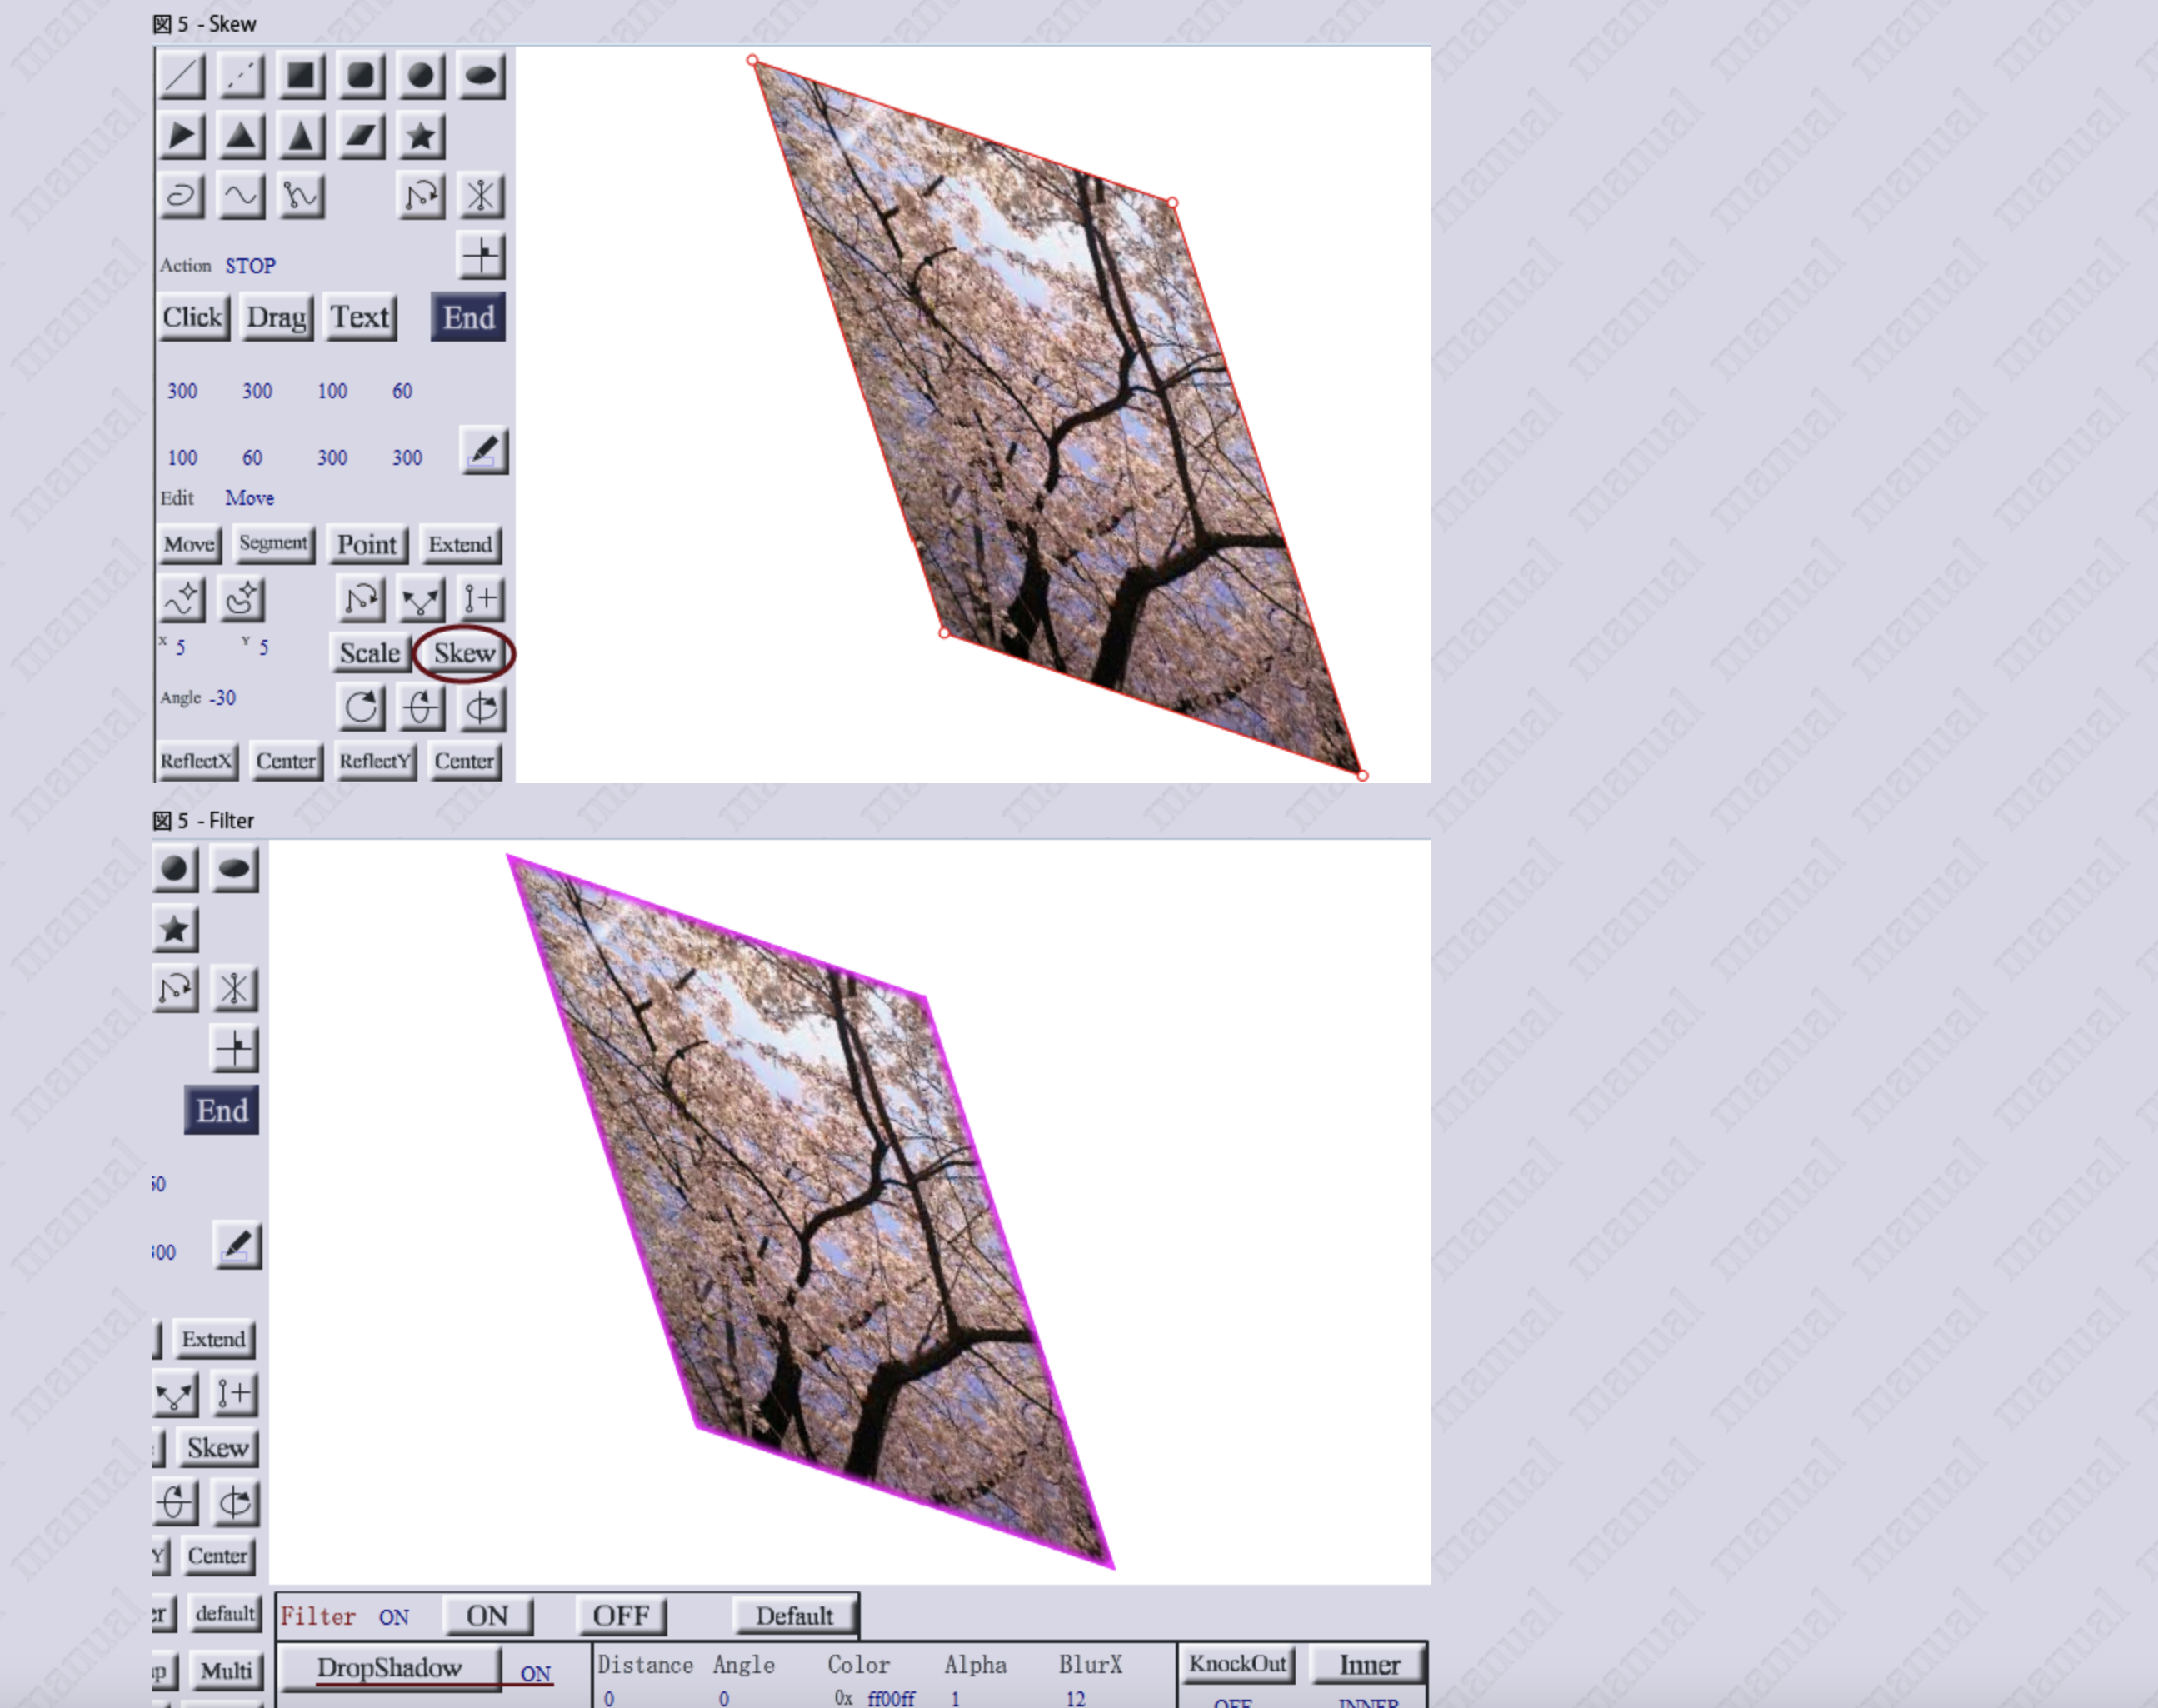 図 5 - Skew
Action STOP
Click Drag Text End
300 300 100 60
100 60 300 300
Edit Move
Move Segment Point Extend
X 5 Y 5 Scale Skew
Angle -30
ReflectX Center ReflectY Center
図 5 - Filter
End
Extend
Skew
Y Center
default Filter ON ON OFF Default
Multi DropShadow ON Distance Angle Color Alpha BlurX KnockOut Inner
0 0 0x ff00ff 1 12 OFF INNER
manual